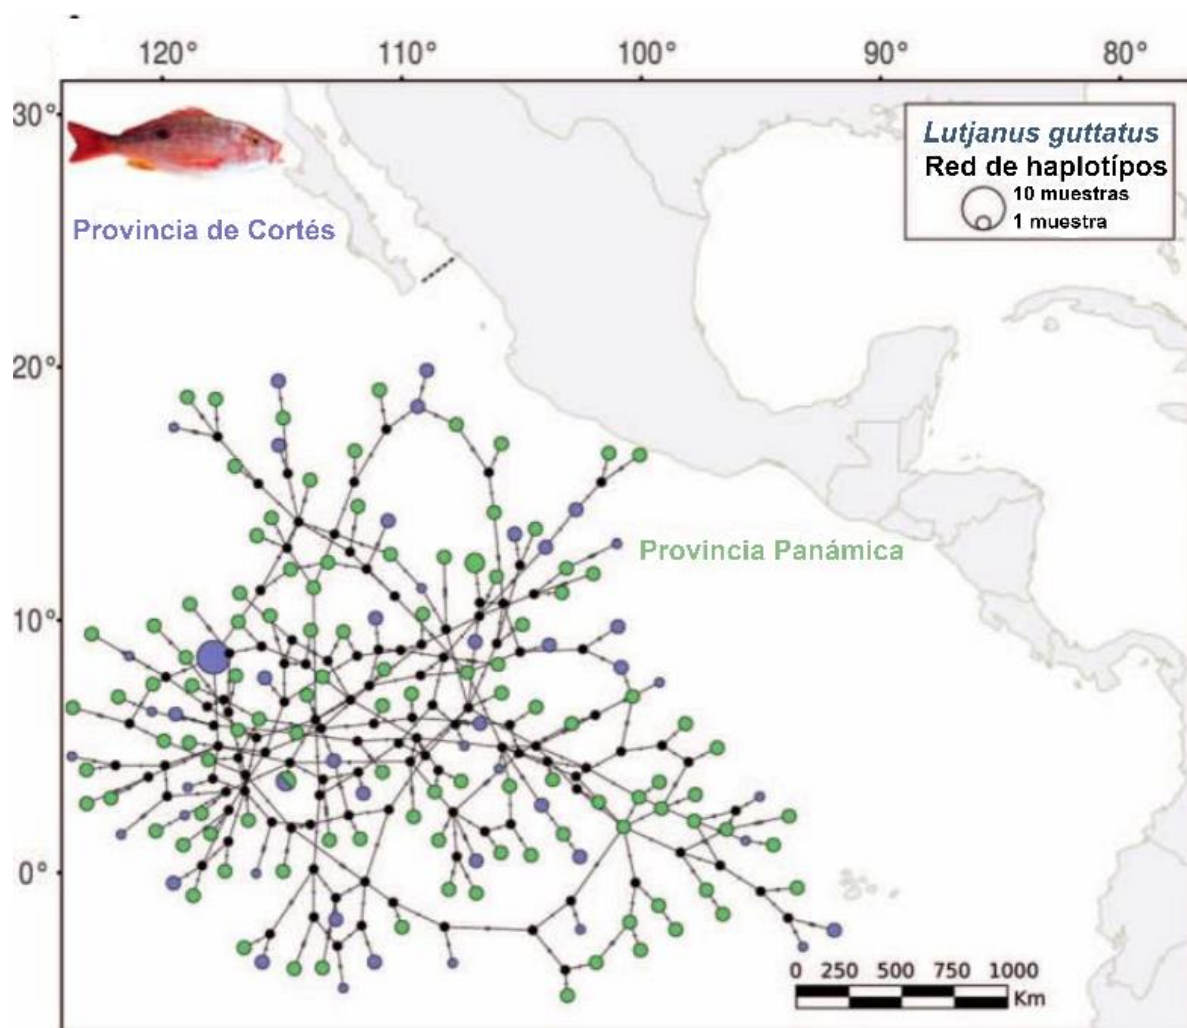 120° 110° 100° 90° 80°
30°
20°
10°
0°
Lutjanus guttatus
Red de haplotípos
10 muestras
1 muestra
Provincia de Cortés
Provincia Panámica
0 250 500 750 1000
Km